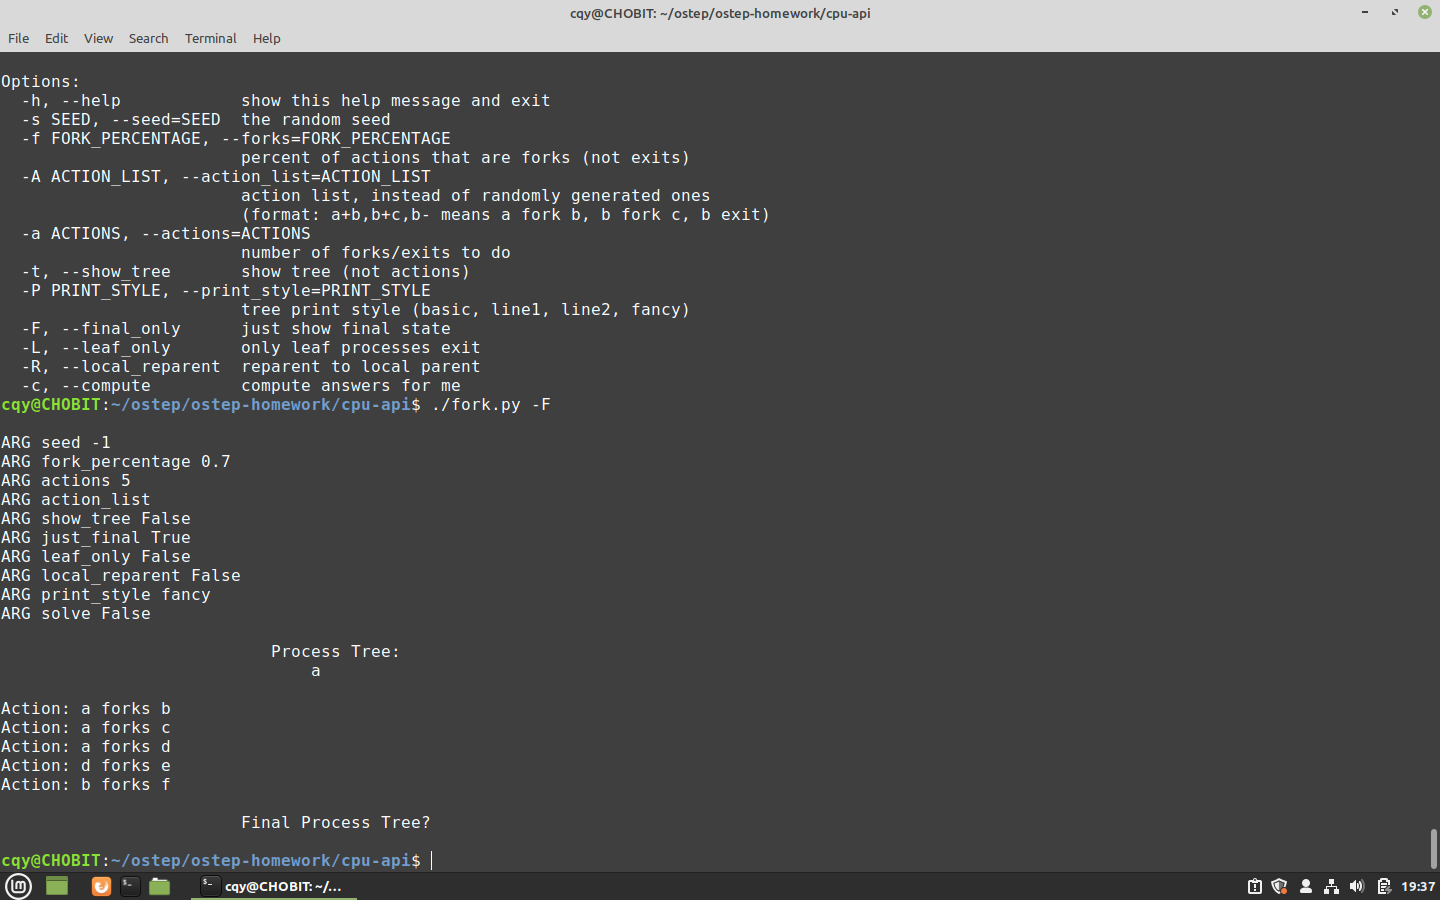 cqy@CHOBIT: ~/ostep/ostep-homework/cpu-api
File Edit View Search Terminal Help
Options:
  -h, --help            show this help message and exit
  -s SEED, --seed=SEED  the random seed
  -f FORK_PERCENTAGE, --forks=FORK_PERCENTAGE
                        percent of actions that are forks (not exits)
  -A ACTION_LIST, --action_list=ACTION_LIST
                        action list, instead of randomly generated ones
                        (format: a+b,b+c,b- means a fork b, b fork c, b exit)
  -a ACTIONS, --actions=ACTIONS
                        number of forks/exits to do
  -t, --show_tree       show tree (not actions)
  -P PRINT_STYLE, --print_style=PRINT_STYLE
                        tree print style (basic, line1, line2, fancy)
  -F, --final_only      just show final state
  -L, --leaf_only       only leaf processes exit
  -R, --local_reparent  reparent to local parent
  -c, --compute         compute answers for me
cqy@CHOBIT:~/ostep/ostep-homework/cpu-api$ ./fork.py -F
ARG seed -1
ARG fork_percentage 0.7
ARG actions 5
ARG action_list
ARG show_tree False
ARG just_final True
ARG leaf_only False
ARG local_reparent False
ARG print_style fancy
ARG solve False
                           Process Tree:
                               a
Action: a forks b
Action: a forks c
Action: a forks d
Action: d forks e
Action: b forks f
                        Final Process Tree?
cqy@CHOBIT:~/ostep/ostep-homework/cpu-api$
cqy@CHOBIT: ~/... 19:37